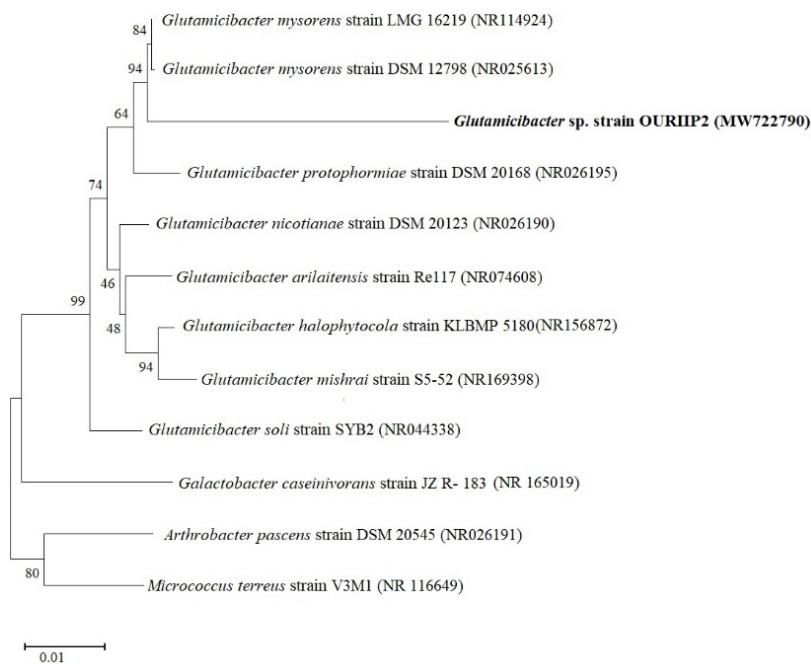 Glutamicibacter mysorens strain LMG 16219 (NR114924)
84
Glutamicibacter mysorens strain DSM 12798 (NR025613)
94
Glutamicibacter sp. strain OURIIP2 (MW722790)
64
Glutamicibacter protophormiae strain DSM 20168 (NR026195)
74
Glutamicibacter nicotianae strain DSM 20123 (NR026190)
46
Glutamicibacter arilaitensis strain Re117 (NR074608)
99
48
Glutamicibacter halophytocola strain KLBMP 5180(NR156872)
94
Glutamicibacter mishrai strain S5-52 (NR169398)
Glutamicibacter soli strain SYB2 (NR044338)
Galactobacter caseinivorans strain JZ R- 183 (NR 165019)
Arthrobacter pascens strain DSM 20545 (NR026191)
80
Micrococcus terreus strain V3M1 (NR 116649)
0.01